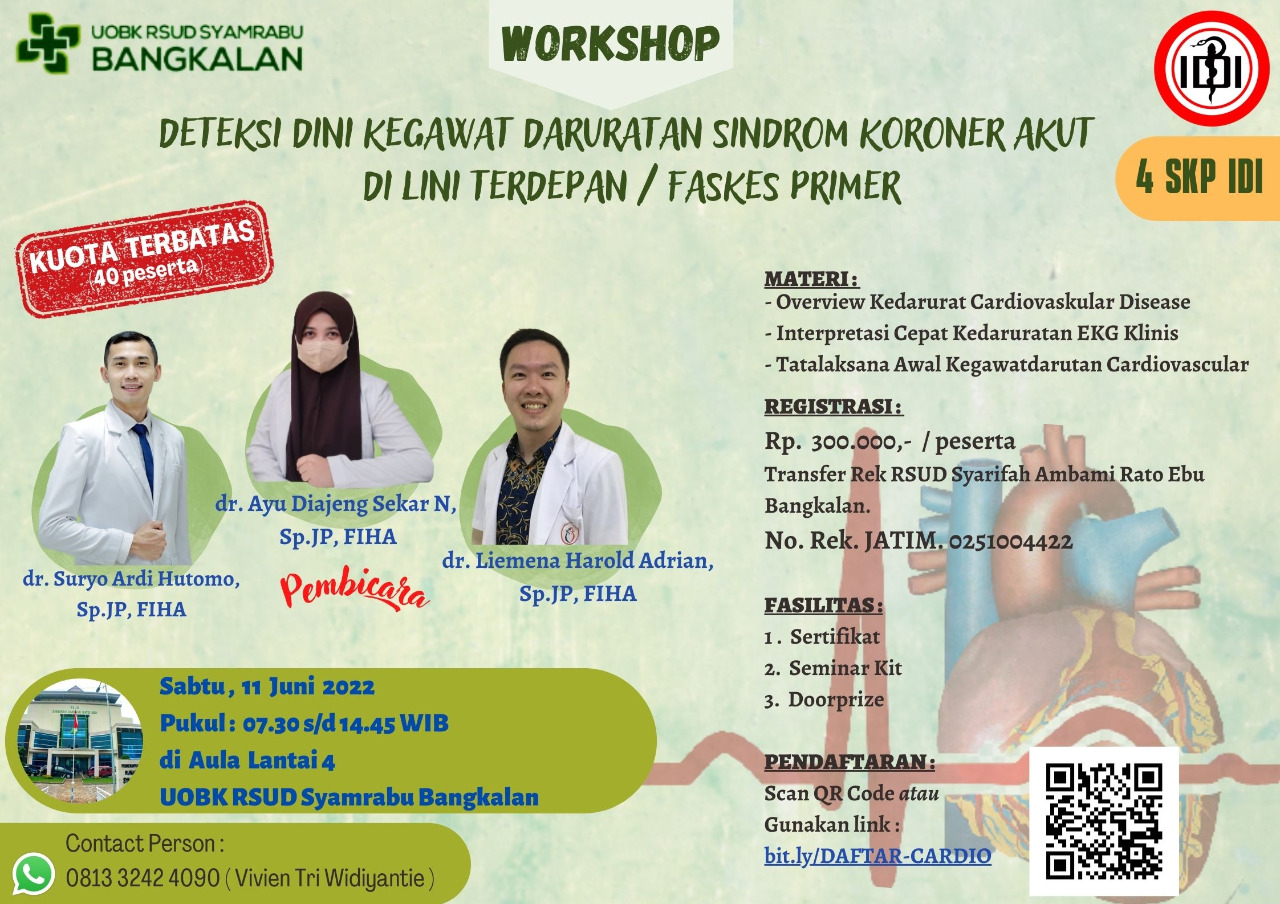 UOBK RSUD SYAMRABU
BANGKALAN
WORKSHOP
IDI
DETEKSI DINI KEGAWAT DARURATAN SINDROM KORONER AKUT
DI LINI TERDEPAN / FASKES PRIMER
4 SKP IDI
KUOTA TERBATAS
(40 peserta)
dr. Suryo Ardi Hutomo,
Sp.JP, FIHA
dr. Ayu Diajeng Sekar N,
Sp.JP, FIHA
dr. Liemena Harold Adrian,
Sp.JP, FIHA
Pembicara
MATERI :
- Overview Kedarurat Cardiovaskular Disease
- Interpretasi Cepat Kedaruratan EKG Klinis
- Tatalaksana Awal Kegawatdarutan Cardiovascular
REGISTRASI :
Rp. 300.000,- / peserta
Transfer Rek RSUD Syarifah Ambami Rato Ebu
Bangkalan.
No. Rek. JATIM. 0251004422
FASILITAS :
1 . Sertifikat
2. Seminar Kit
3. Doorprize
Sabtu , 11 Juni 2022
Pukul : 07.30 s/d 14.45 WIB
di Aula Lantai 4
UOBK RSUD Syamrabu Bangkalan
Contact Person :
0813 3242 4090 ( Vivien Tri Widiyantie )
PENDAFTARAN :
Scan QR Code atau
Gunakan link :
bit.ly/DAFTAR-CARDIO